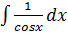 ∫ 1/cosx dx